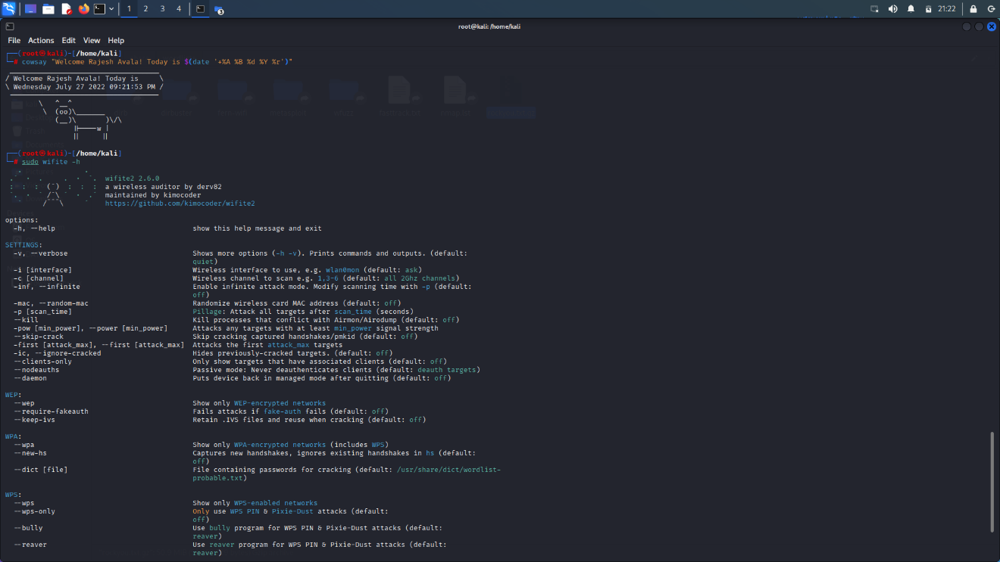 1 2 3 4 3 21:22
root@kali: /home/kali
File Actions Edit View Help
┌──(root㉿kali)-[/home/kali]
└─# cowsay "Welcome Rajesh Avala! Today is $(date '+%A %B %d %Y %r')"
/ Welcome Rajesh Avala! Today is \
\ Wednesday July 27 2022 09:21:53 PM /
\ ^__^
\ (oo)\_______
(__)\ )\/\
||----w |
|| ||
┌──(root㉿kali)-[/home/kali]
└─# sudo wifite -h
wifite2 2.6.0
a wireless auditor by derv82
maintained by kimocoder
https://github.com/kimocoder/wifite2
options:
-h, --help show this help message and exit
SETTINGS:
-v, --verbose Shows more options (-h -v). Prints commands and outputs. (default:
quiet)
-i [interface] Wireless interface to use, e.g. wlan0mon (default: ask)
-c [channel] Wireless channel to scan e.g. 1,3-6 (default: all 2Ghz channels)
-inf, --infinite Enable infinite attack mode. Modify scanning time with -p (default:
off)
-mac, --random-mac Randomize wireless card MAC address (default: off)
-p [scan_time] Pillage: Attack all targets after scan_time (seconds)
--kill Kill processes that conflict with Airmon/Airodump (default: off)
-pow [min_power], --power [min_power] Attacks any targets with at least min_power signal strength
--skip-crack Skip cracking captured handshakes/pmkid (default: off)
-first [attack_max], --first [attack_max] Attacks the first attack_max targets
-ic, --ignore-cracked Hides previously-cracked targets. (default: off)
--clients-only Only show targets that have associated clients (default: off)
--nodeauths Passive mode: Never deauthenticates clients (default: deauth targets)
--daemon Puts device back in managed mode after quitting (default: off)
WEP:
--wep Show only WEP-encrypted networks
--require-fakeauth Fails attacks if fake-auth fails (default: off)
--keep-ivs Retain .IVS files and reuse when cracking (default: off)
WPA:
--wpa Show only WPA-encrypted networks (includes WPS)
--new-hs Captures new handshakes, ignores existing handshakes in hs (default:
off)
--dict [file] File containing passwords for cracking (default: /usr/share/dict/wordlist-
probable.txt)
WPS:
--wps Show only WPS-enabled networks
--wps-only Only use WPS PIN & Pixie-Dust attacks (default:
off)
--bully Use bully program for WPS PIN & Pixie-Dust attacks (default:
reaver)
--reaver Use reaver program for WPS PIN & Pixie-Dust attacks (default:
reaver)